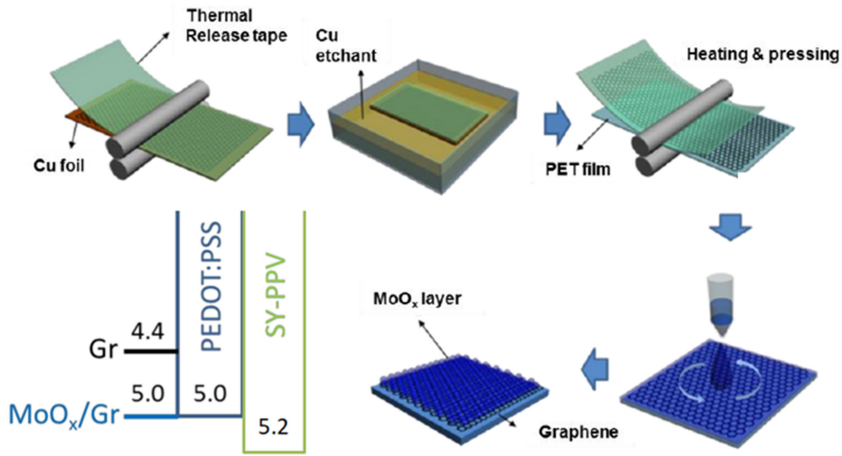 Thermal
Release tape
Cu
etchant
Heating & pressing
Cu foil
PET film
PEDOT:PSS
SY-PPV
MoOₓ layer
4.4
Gr
5.0
5.0
MoOₓ/Gr
5.2
Graphene